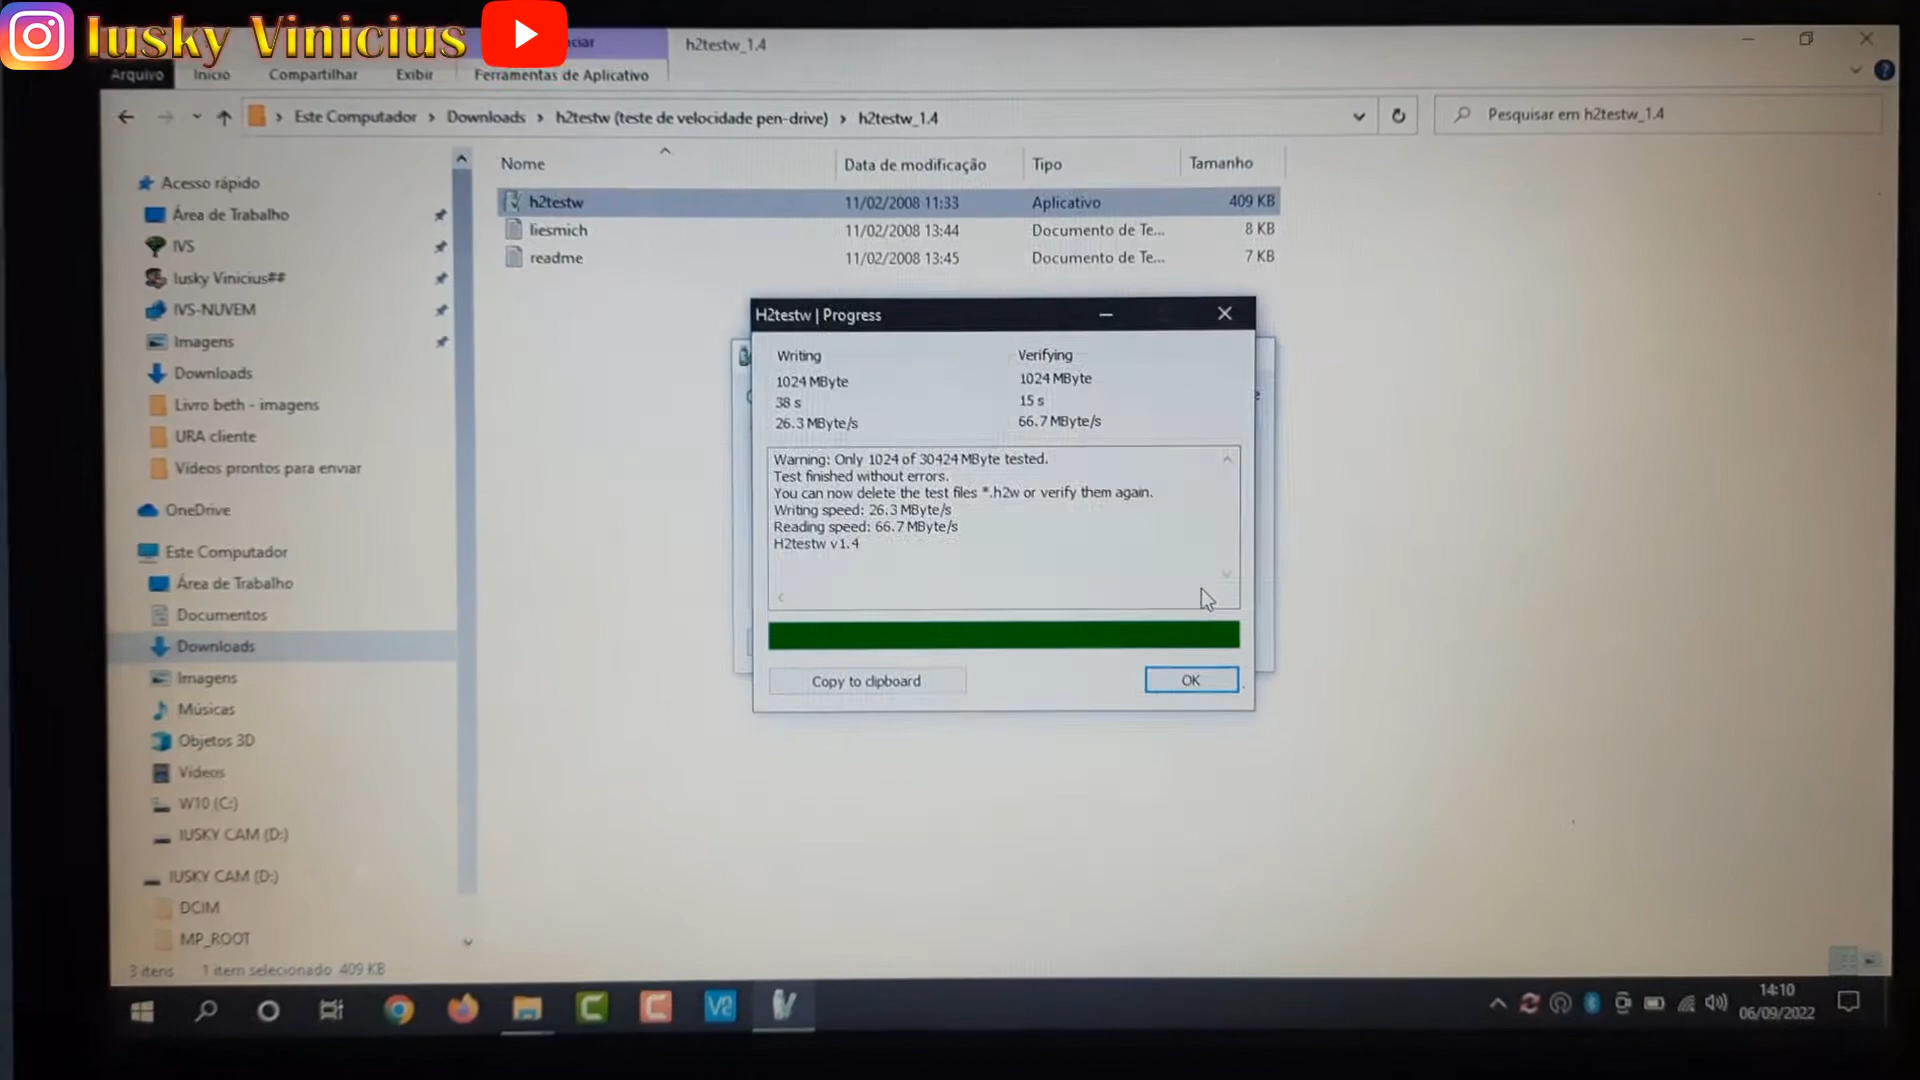 Iusky Vinicius
ciar
h2testw_1.4
Arquivo
Início
Compartilhar
Exibir
Ferramentas de Aplicativo
Este Computador > Downloads > h2testw (teste de velocidade pen-drive) > h2testw_1.4
Pesquisar em h2testw_1.4
Nome
Data de modificação
Tipo
Tamanho
h2testw
11/02/2008 11:33
Aplicativo
409 KB
liesmich
11/02/2008 13:44
Documento de Te...
8 KB
readme
11/02/2008 13:45
Documento de Te...
7 KB
Acesso rápido
Área de Trabalho
IVS
Iusky Vinicius##
IVS-NUVEM
Imagens
Downloads
Livro beth - imagens
URA cliente
Vídeos prontos para enviar
OneDrive
Este Computador
Área de Trabalho
Documentos
Downloads
Imagens
Músicas
Objetos 3D
Vídeos
W10 (C:)
IUSKY CAM (D:)
IUSKY CAM (D:)
DCIM
MP_ROOT
3 itens
1 item selecionado 409 KB
H2testw | Progress
Writing
1024 MByte
38 s
26.3 MByte/s
Verifying
1024 MByte
15 s
66.7 MByte/s
Warning: Only 1024 of 30424 MByte tested.
Test finished without errors.
You can now delete the test files *.h2w or verify them again.
Writing speed: 26.3 MByte/s
Reading speed: 66.7 MByte/s
H2testw v1.4
Copy to clipboard
OK
14:10
06/09/2022